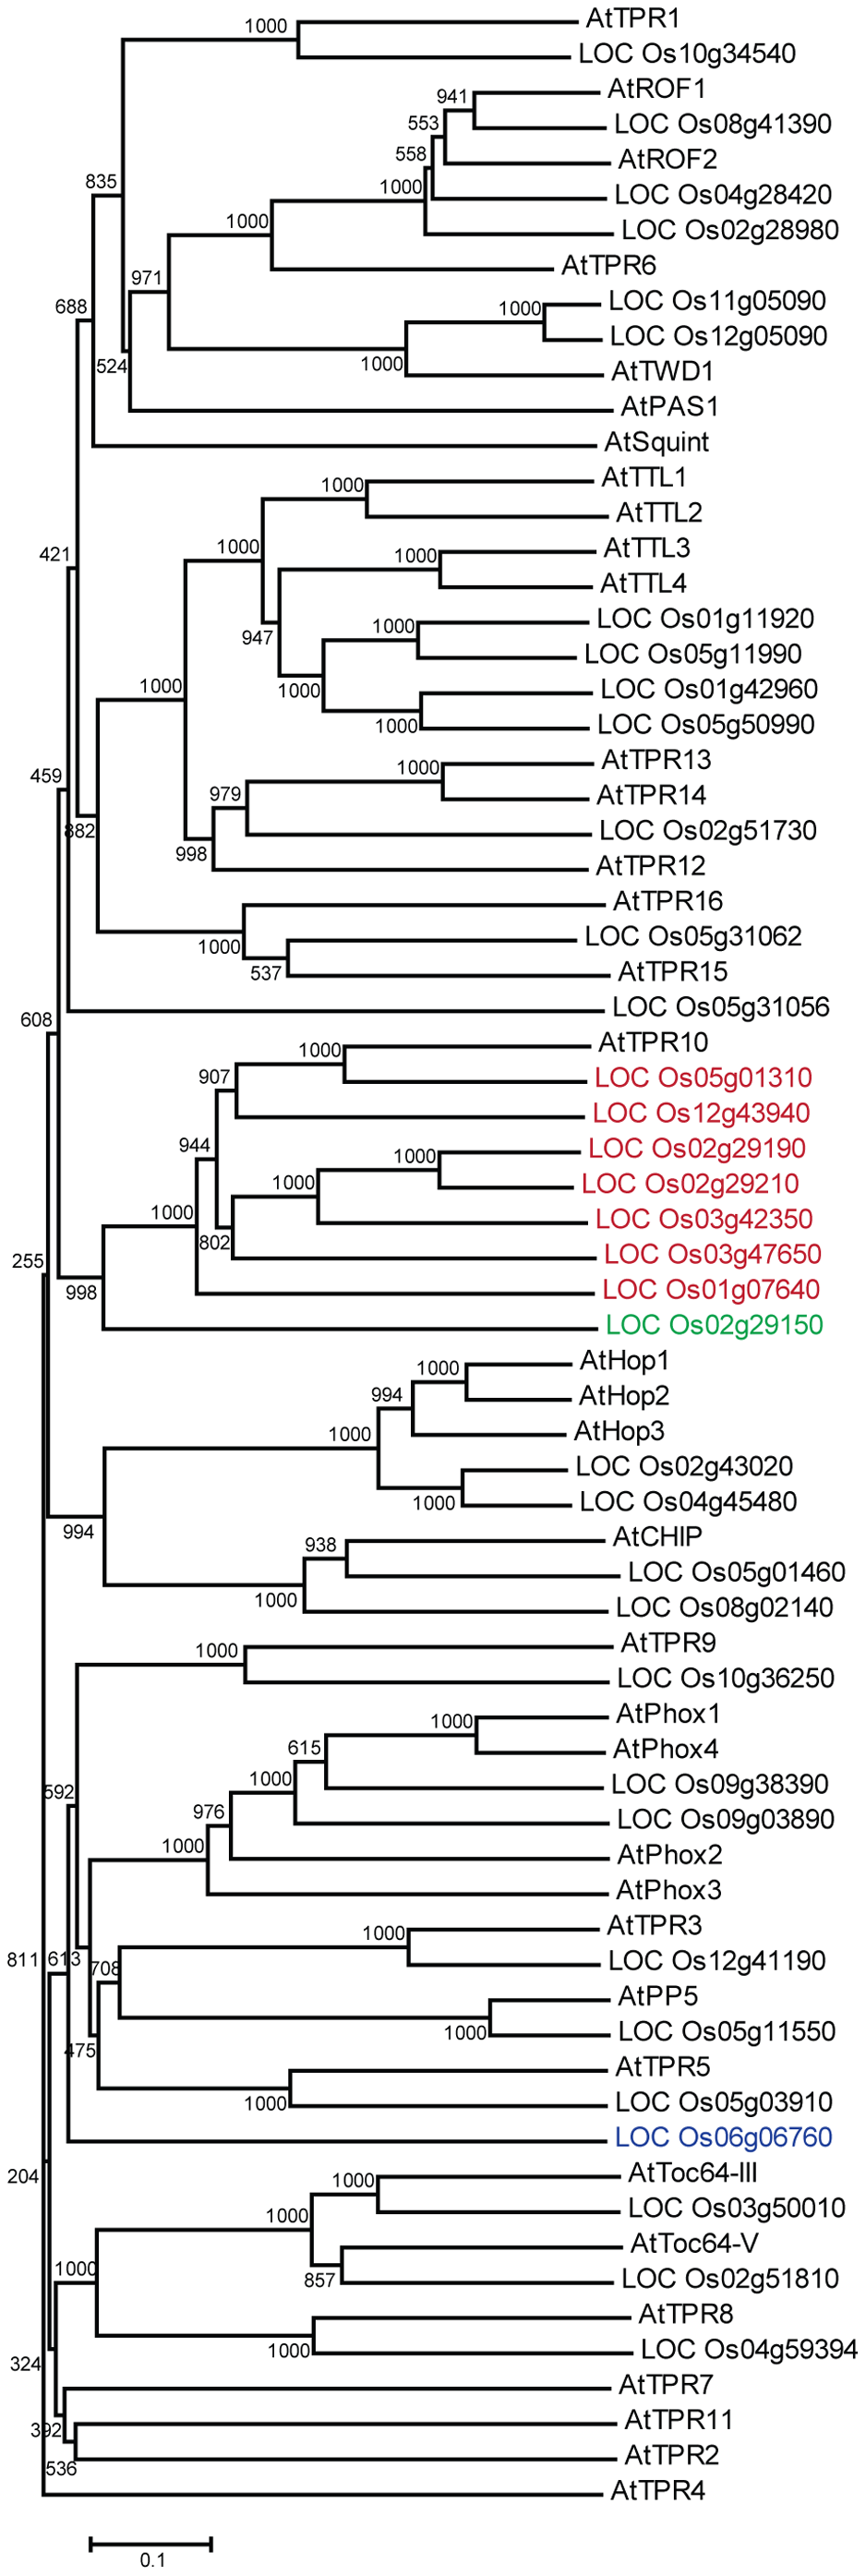 1000
AtTPR1
LOC Os10g34540
941
AtROF1
553
LOC Os08g41390
558
AtROF2
835
1000
LOC Os04g28420
1000
LOC Os02g28980
AtTPR6
971
688
1000
LOC Os11g05090
LOC Os12g05090
524
1000
AtTWD1
AtPAS1
AtSquint
1000
AtTTL1
AtTTL2
421
1000
1000
AtTTL3
AtTTL4
947
1000
LOC Os01g11920
LOC Os05g11990
1000
1000
LOC Os01g42960
1000
LOC Os05g50990
459
1000
AtTPR13
979
AtTPR14
882
LOC Os02g51730
998
AtTPR12
AtTPR16
1000
LOC Os05g31062
537
AtTPR15
LOC Os05g31056
608
1000
AtTPR10
907
LOC Os05g01310
LOC Os12g43940
944
1000
LOC Os02g29190
1000
LOC Os02g29210
1000
LOC Os03g42350
802
LOC Os03g47650
255
998
LOC Os01g07640
LOC Os02g29150
1000
AtHop1
994
AtHop2
1000
AtHop3
LOC Os02g43020
1000
LOC Os04g45480
994
938
AtCHIP
LOC Os05g01460
1000
LOC Os08g02140
1000
AtTPR9
LOC Os10g36250
1000
AtPhox1
615
AtPhox4
592
1000
LOC Os09g38390
976
LOC Os09g03890
1000
AtPhox2
AtPhox3
1000
AtTPR3
811
613
708
LOC Os12g41190
AtPP5
475
1000
LOC Os05g11550
AtTPR5
1000
LOC Os05g03910
LOC Os06g06760
204
1000
AtToc64-III
1000
LOC Os03g50010
AtToc64-V
1000
857
LOC Os02g51810
AtTPR8
1000
LOC Os04g59394
324
AtTPR7
392
AtTPR11
536
AtTPR2
AtTPR4
0.1